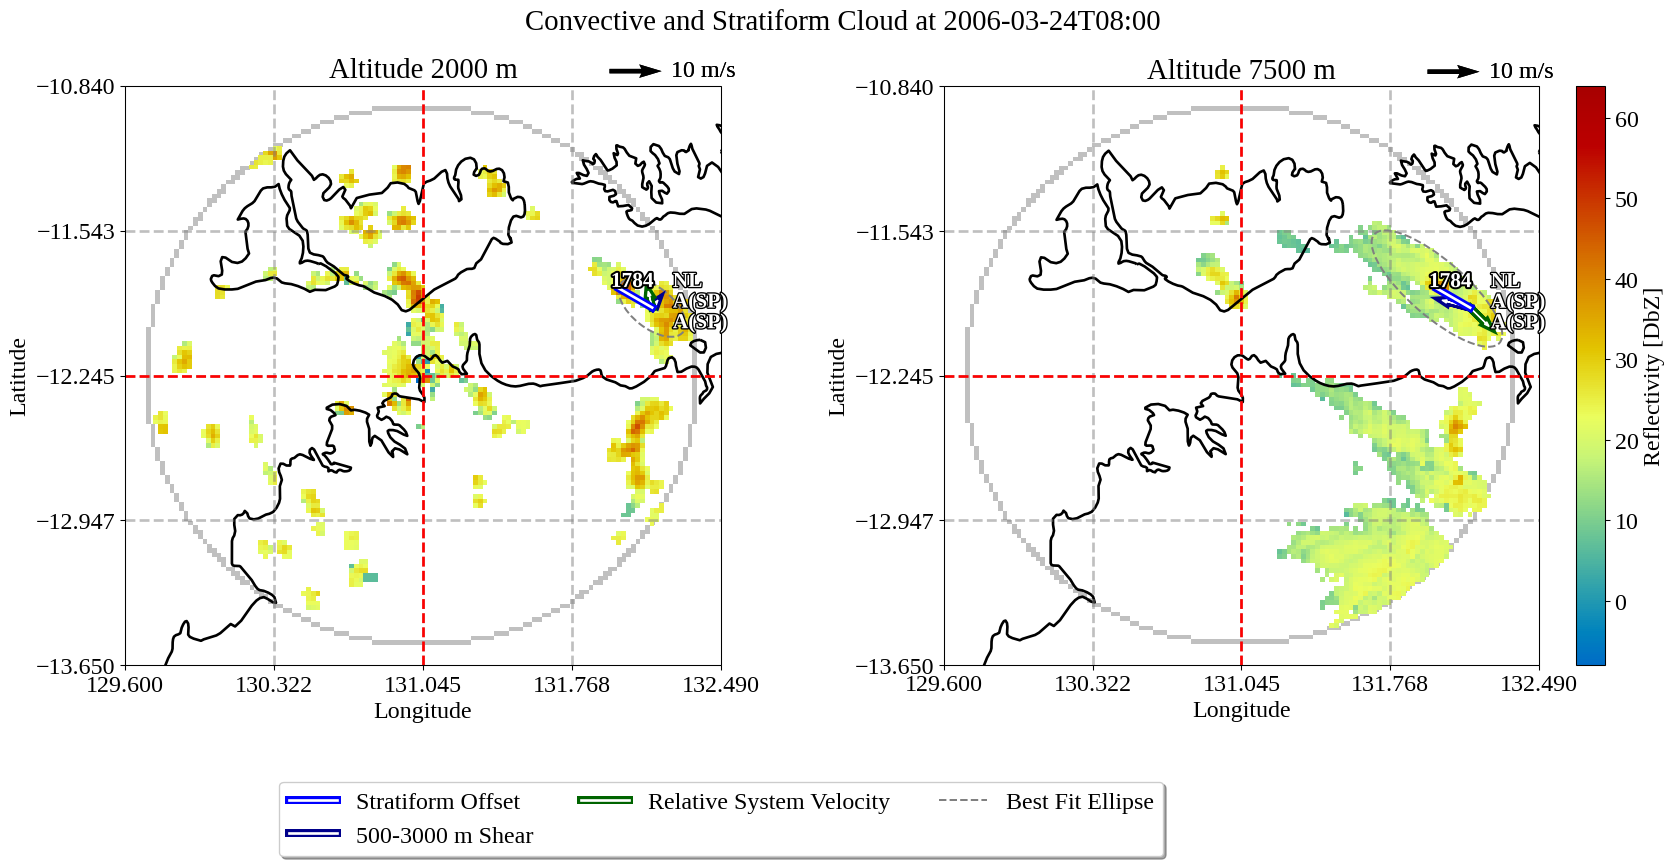 Convective and Stratiform Cloud at 2006-03-24T08:00
Altitude 2000 m
10 m/s
Altitude 7500 m
10 m/s
−10.840
−11.543
−12.245
−12.947
−13.650
Latitude
129.600
130.322
131.045
131.768
132.490
Longitude
1784
NL
A(SP)
A(SP)
−10.840
−11.543
−12.245
−12.947
−13.650
Latitude
129.600
130.322
131.045
131.768
132.490
Longitude
1784
NL
A(SP)
A(SP)
60
50
40
30
20
10
0
Reflectivity [DbZ]
Stratiform Offset
500-3000 m Shear
Relative System Velocity
Best Fit Ellipse